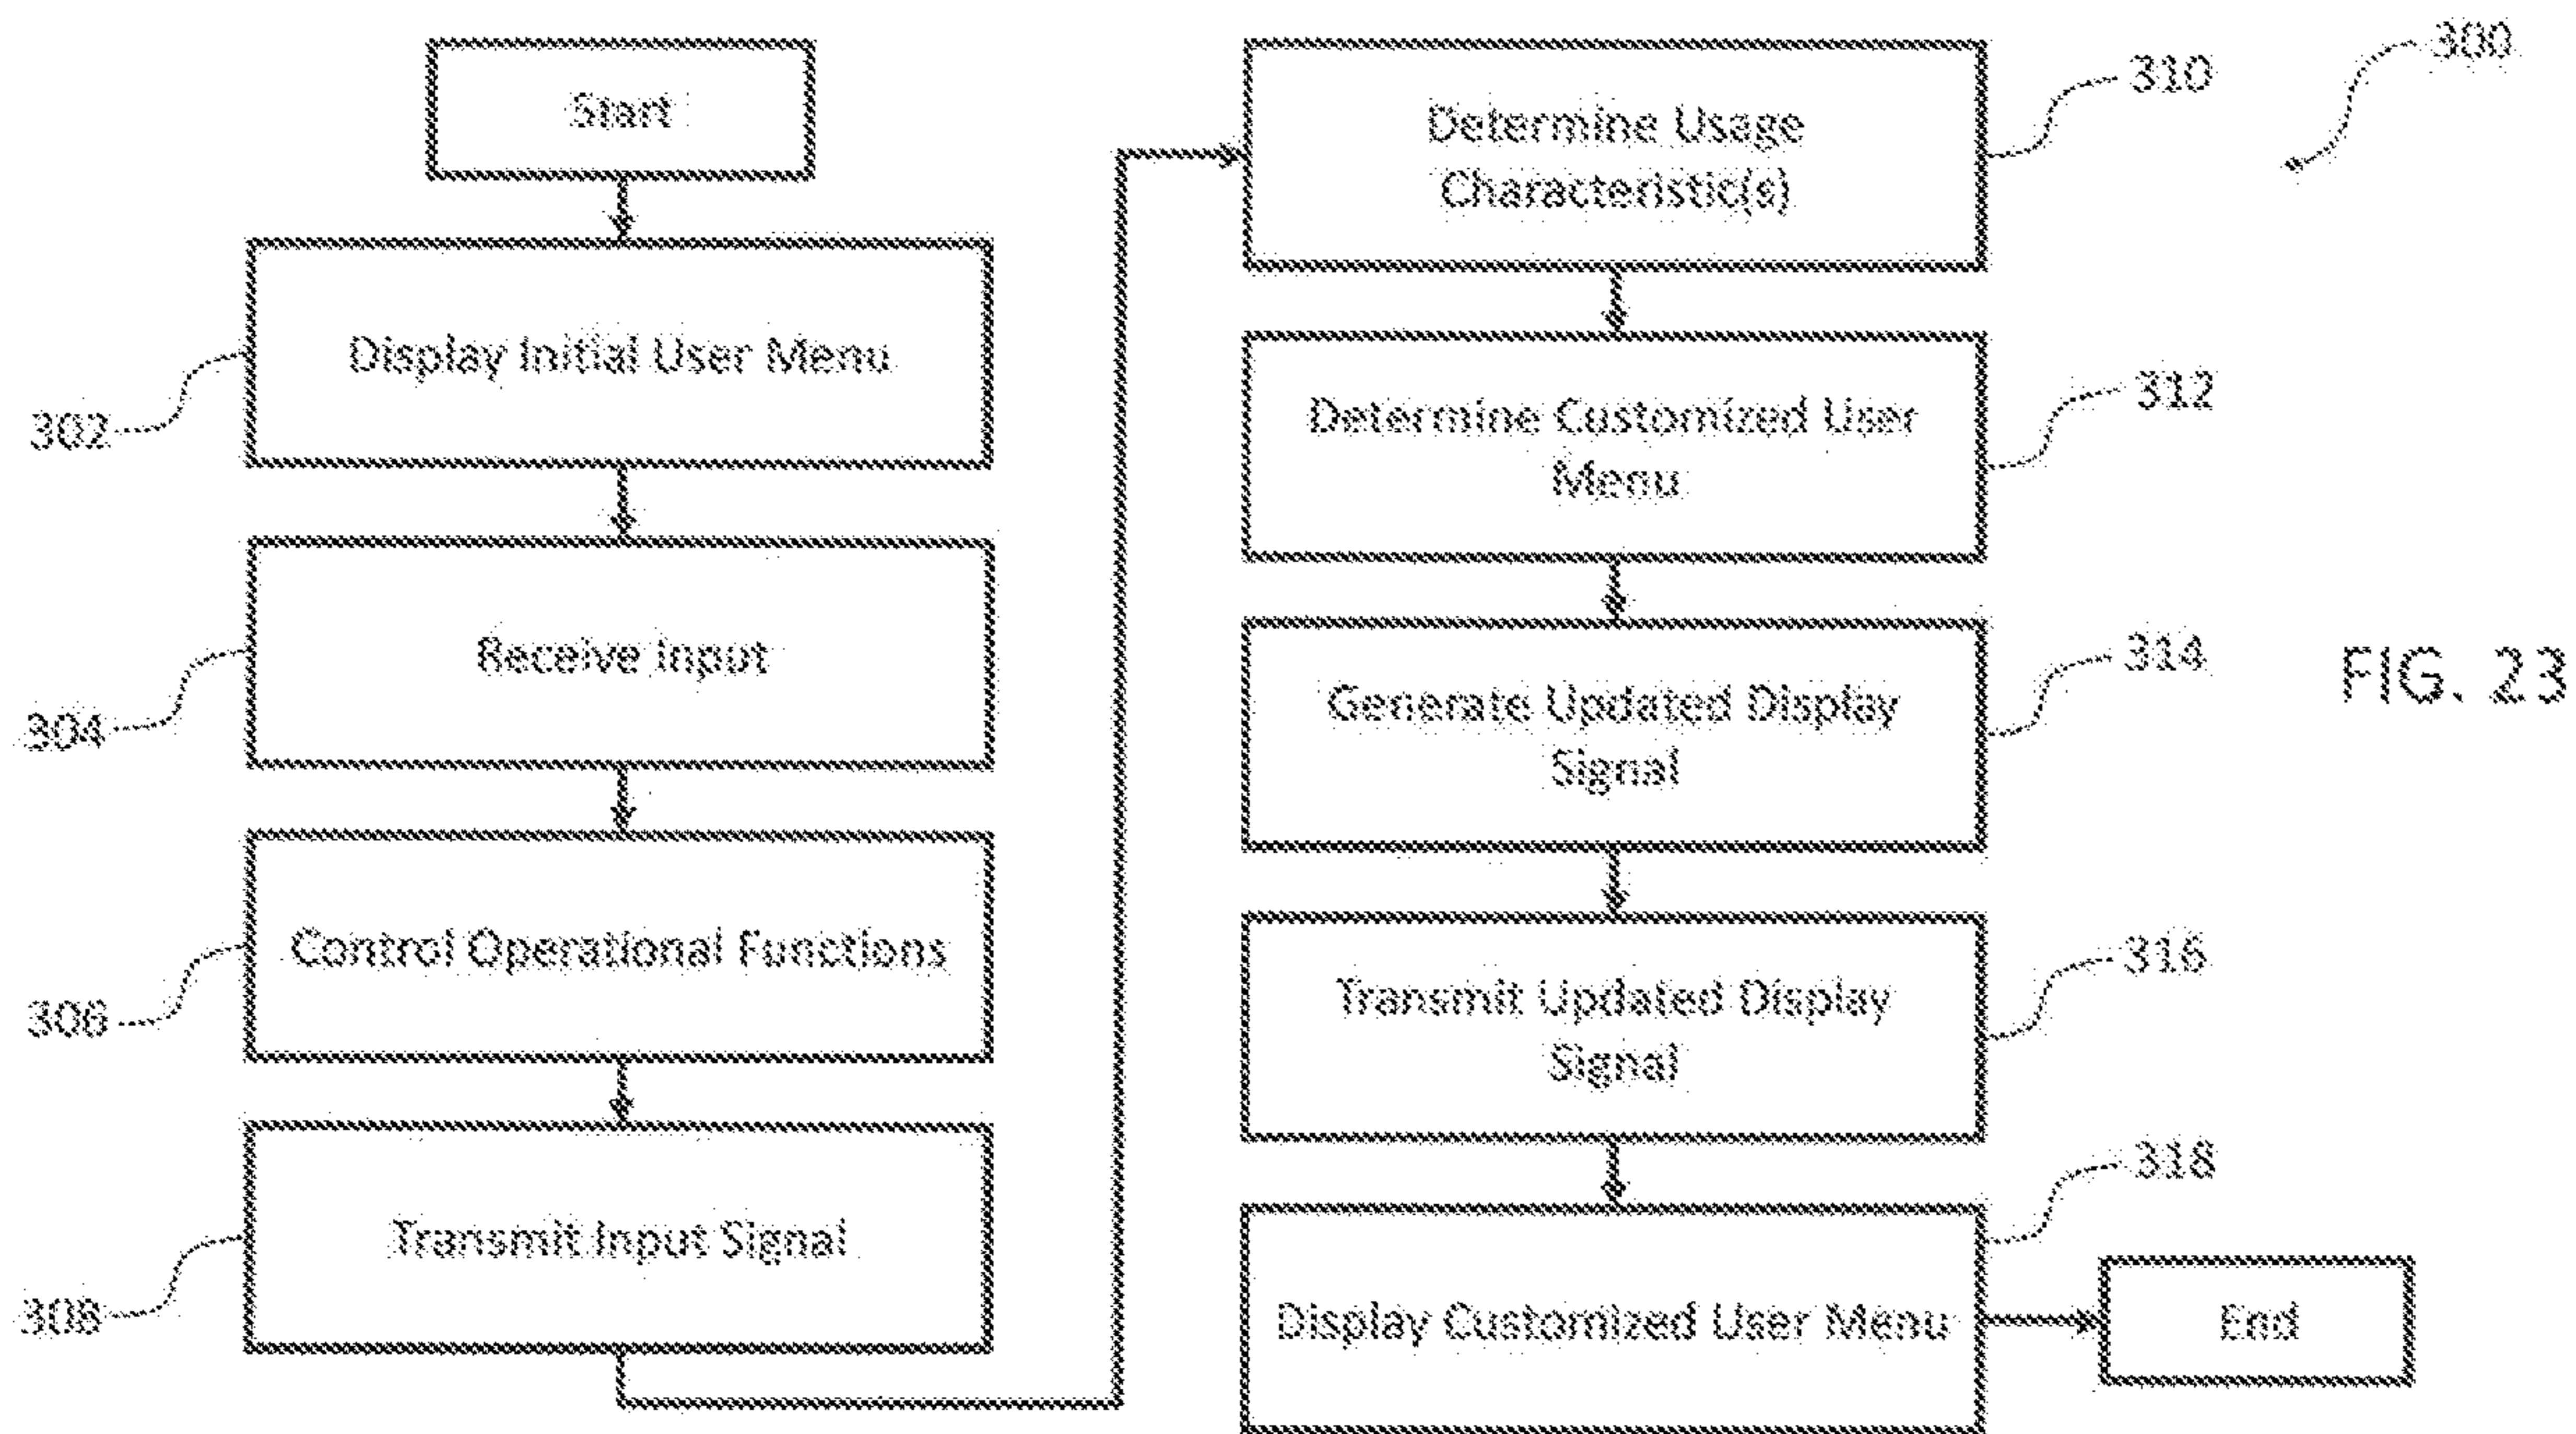 Start
Display Initial User Menu
302
Receive Input
304
Control Operational Functions
306
Transmit Input Signal
308
300
310
Determine Usage
Characteristic(s)
312
Determine Customized User
Menu
314
Generate Updated Display
Signal
316
Transmit Updated Display
Signal
318
Display Customized User Menu
End
FIG. 23